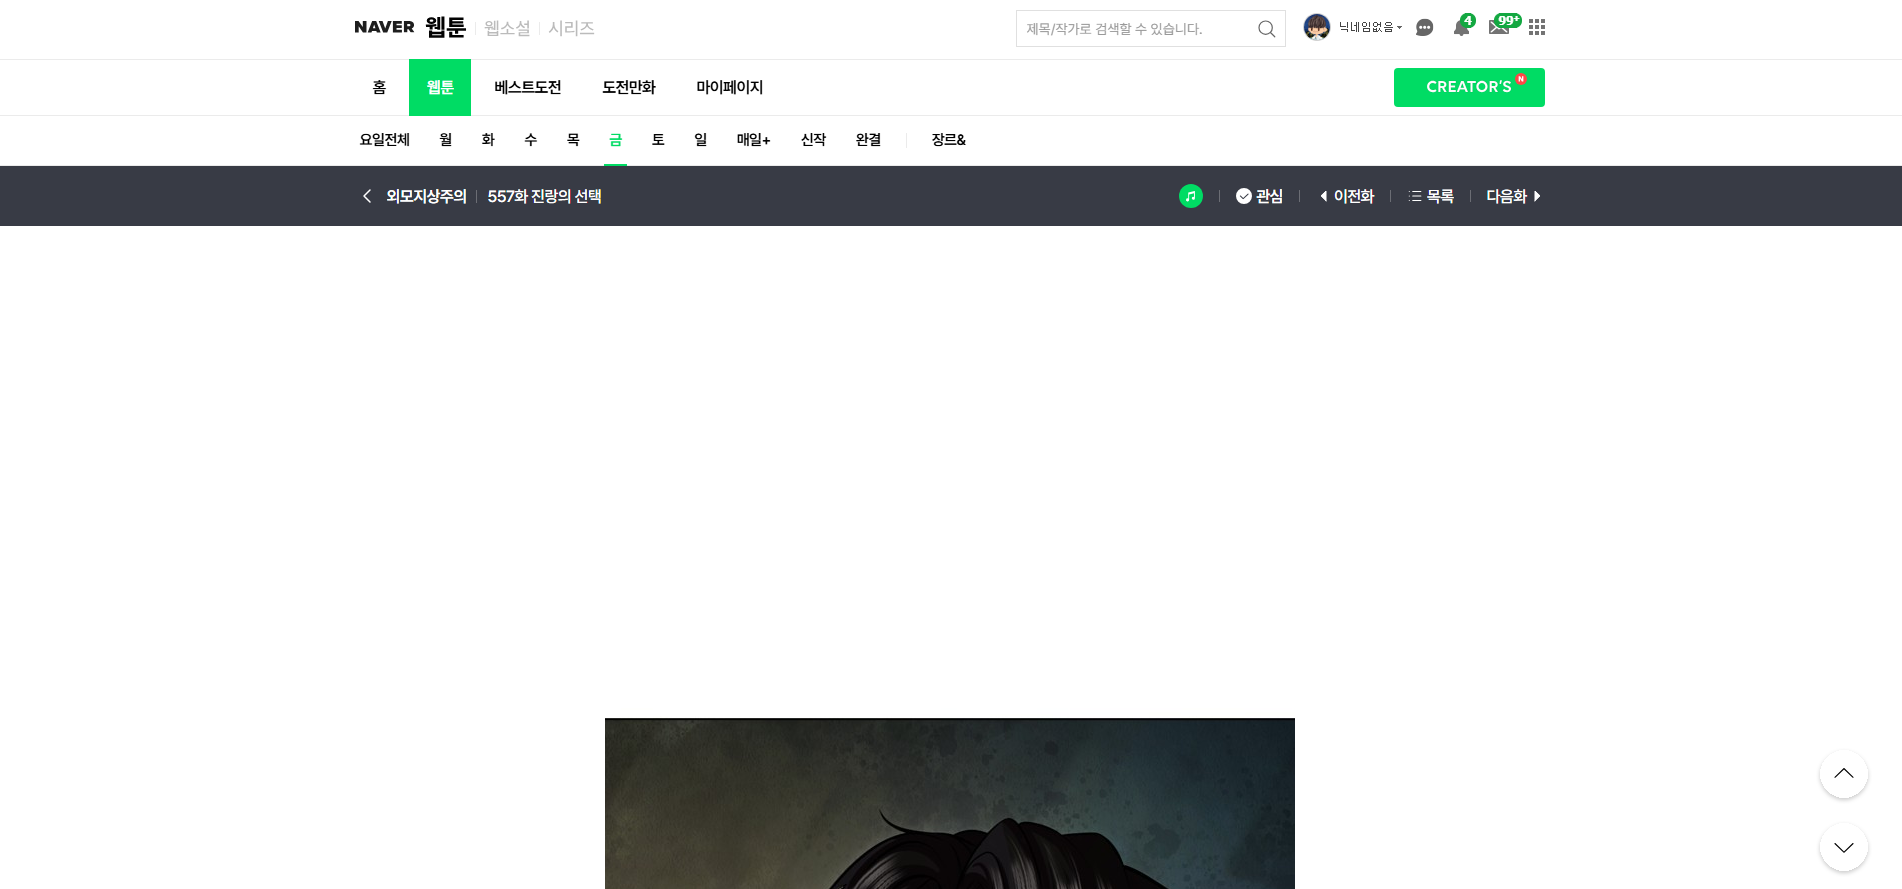 NAVER 웹툰 웹소설 시리즈
제목/작가로 검색할 수 있습니다.
닉네임없음
4
99+
홈 웹툰 베스트도전 도전만화 마이페이지
CREATOR'S N
요일전체 월 화 수 목 금 토 일 매일+ 신작 완결 장르&
외모지상주의 557화 진랑의 선택
관심 이전화 목록 다음화